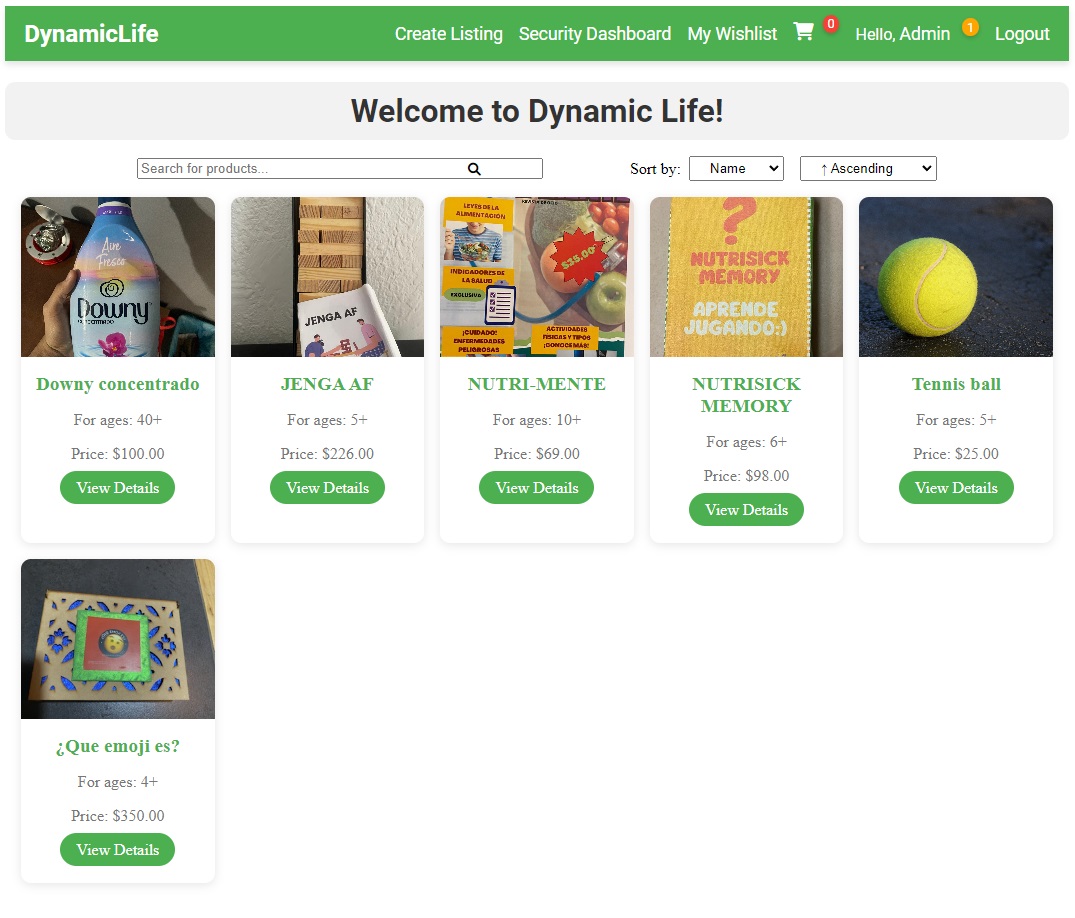 DynamicLife
Create Listing
Security Dashboard
My Wishlist
0
Hello, Admin
1
Logout
Welcome to Dynamic Life!
Search for products...
Sort by:
Name
↑ Ascending
Aire
Fresco
Downy
CONCENTRADO
Downy concentrado
For ages: 40+
Price: $100.00
View Details
JENGA AF
JENGA AF
For ages: 5+
Price: $226.00
View Details
LEYES DE LA
ALIMENTACIÓN
$35.00
INDICADORES DE
LA SALUD
EXCLUSIVA
¡CUIDADO!
ENFERMEDADES
PELIGROSAS
ACTIVIDADES
FISICAS Y TIPOS
¡CONOCE MAS!
NUTRI-MENTE
For ages: 10+
Price: $69.00
View Details
?
NUTRISICK
MEMORY
APRENDE
JUGANDO:)
NUTRISICK
MEMORY
For ages: 6+
Price: $98.00
View Details
Tennis ball
For ages: 5+
Price: $25.00
View Details
¿Que emoji es?
For ages: 4+
Price: $350.00
View Details